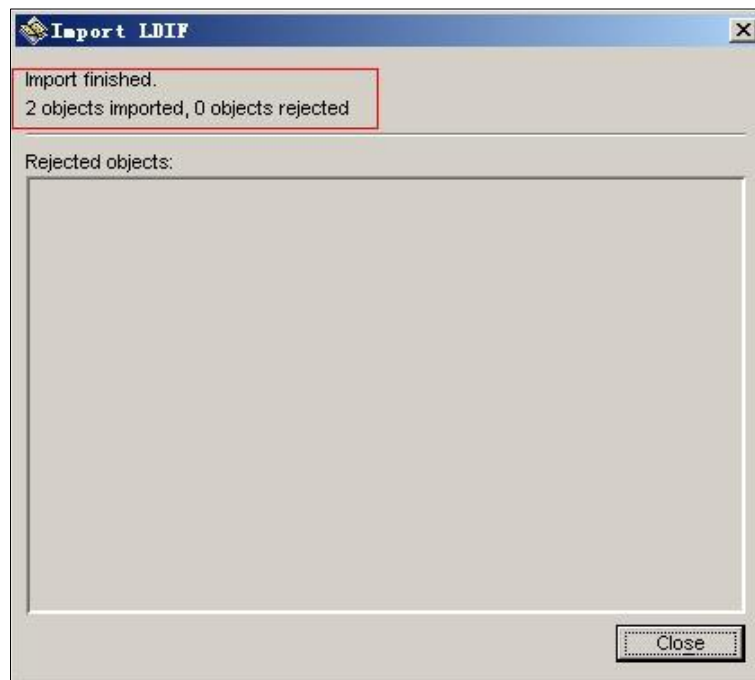 Import LDIF
Import finished.
2 objects imported, 0 objects rejected
Rejected objects:
Close